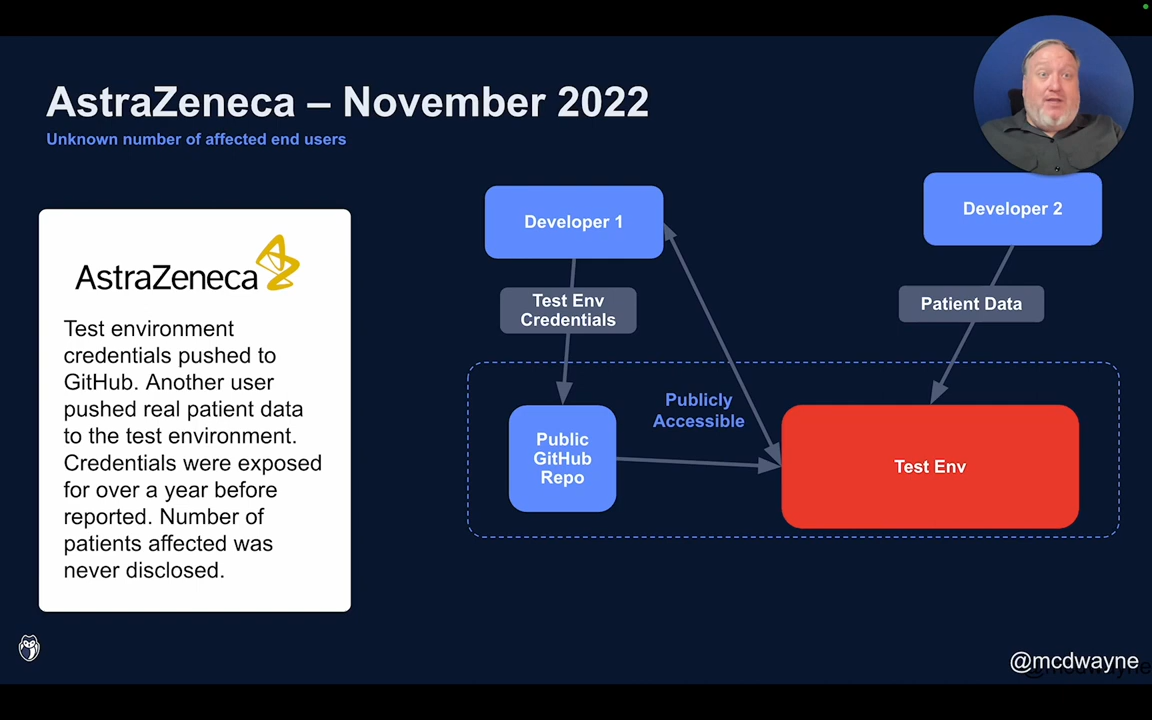 AstraZeneca – November 2022
Unknown number of affected end users
AstraZeneca
Test environment
credentials pushed to
GitHub. Another user
pushed real patient data
to the test environment.
Credentials were exposed
for over a year before
reported. Number of
patients affected was
never disclosed.
Developer 1
Developer 2
Test Env
Credentials
Patient Data
Publicly
Accessible
Public
GitHub
Repo
Test Env
@mcdwayne
@mcdwayne